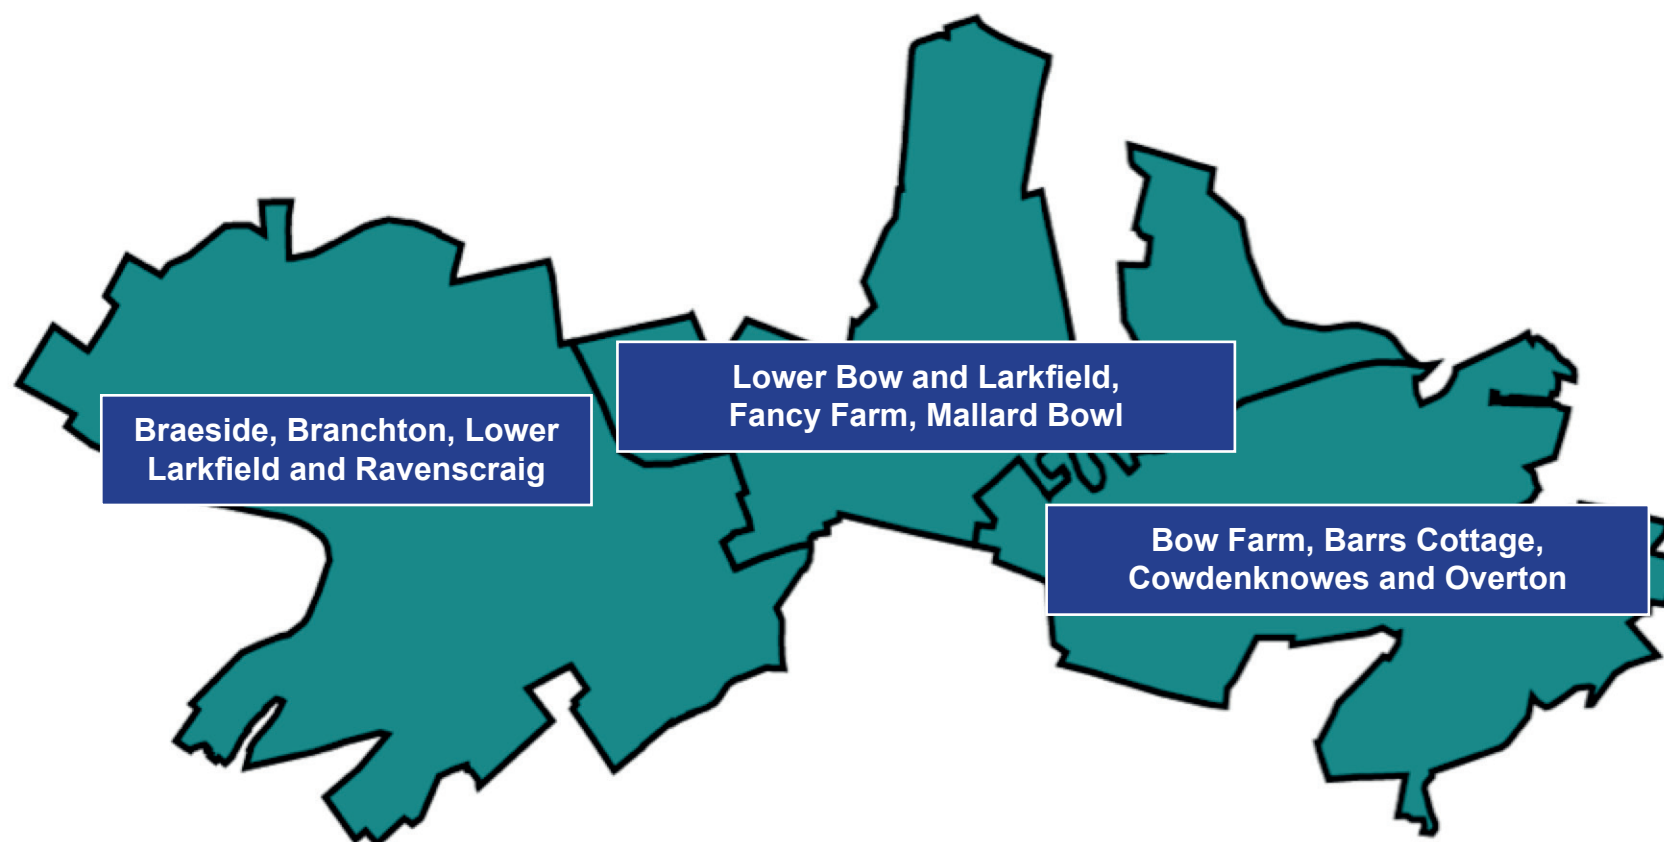 Lower Bow and Larkfield,
Fancy Farm, Mallard Bowl
Braeside, Branchton, Lower
Larkfield and Ravenscraig
Bow Farm, Barrs Cottage,
Cowdenknowes and Overton